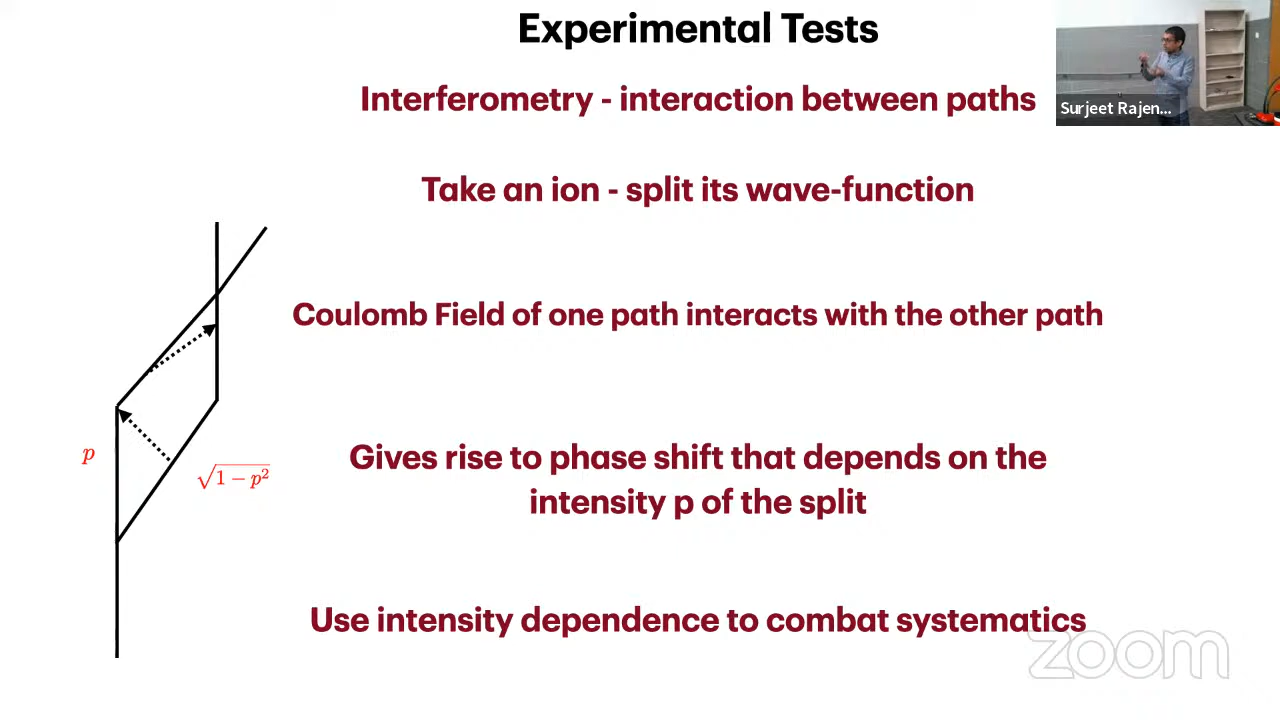 Experimental Tests
Interferometry - interaction between paths
Surjeet Rajen...
Take an ion - split its wave-function
Coulomb Field of one path interacts with the other path
p
√1 − p²
Gives rise to phase shift that depends on the
intensity p of the split
Use intensity dependence to combat systematics
zoom